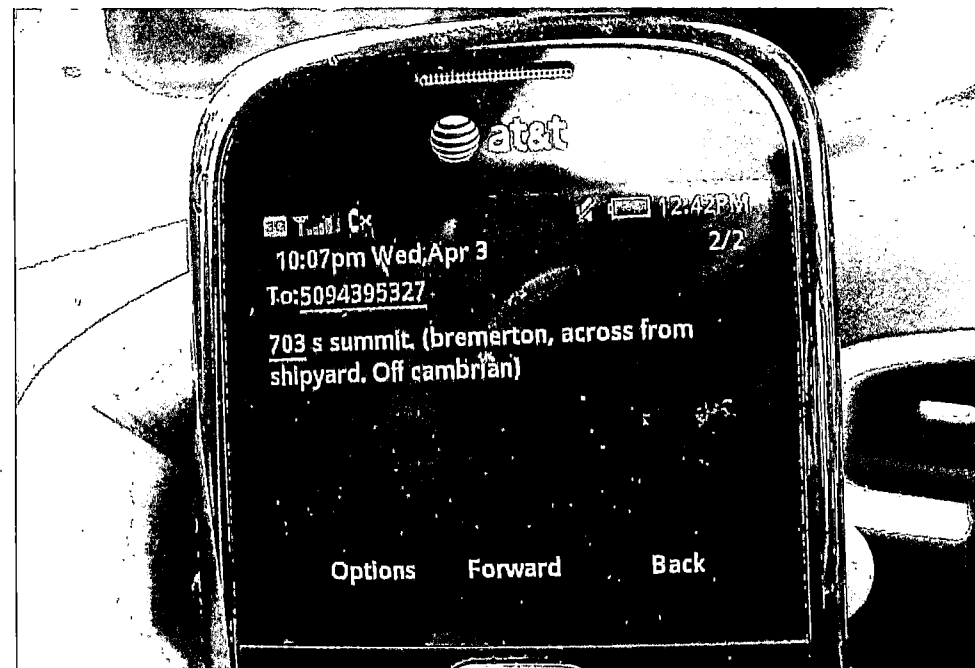 at&t
12:42PM
10:07pm Wed,Apr 3
2/2
To:5094395327
703 s summit. (bremerton, across from
shipyard. Off cambrian)
Options Forward Back